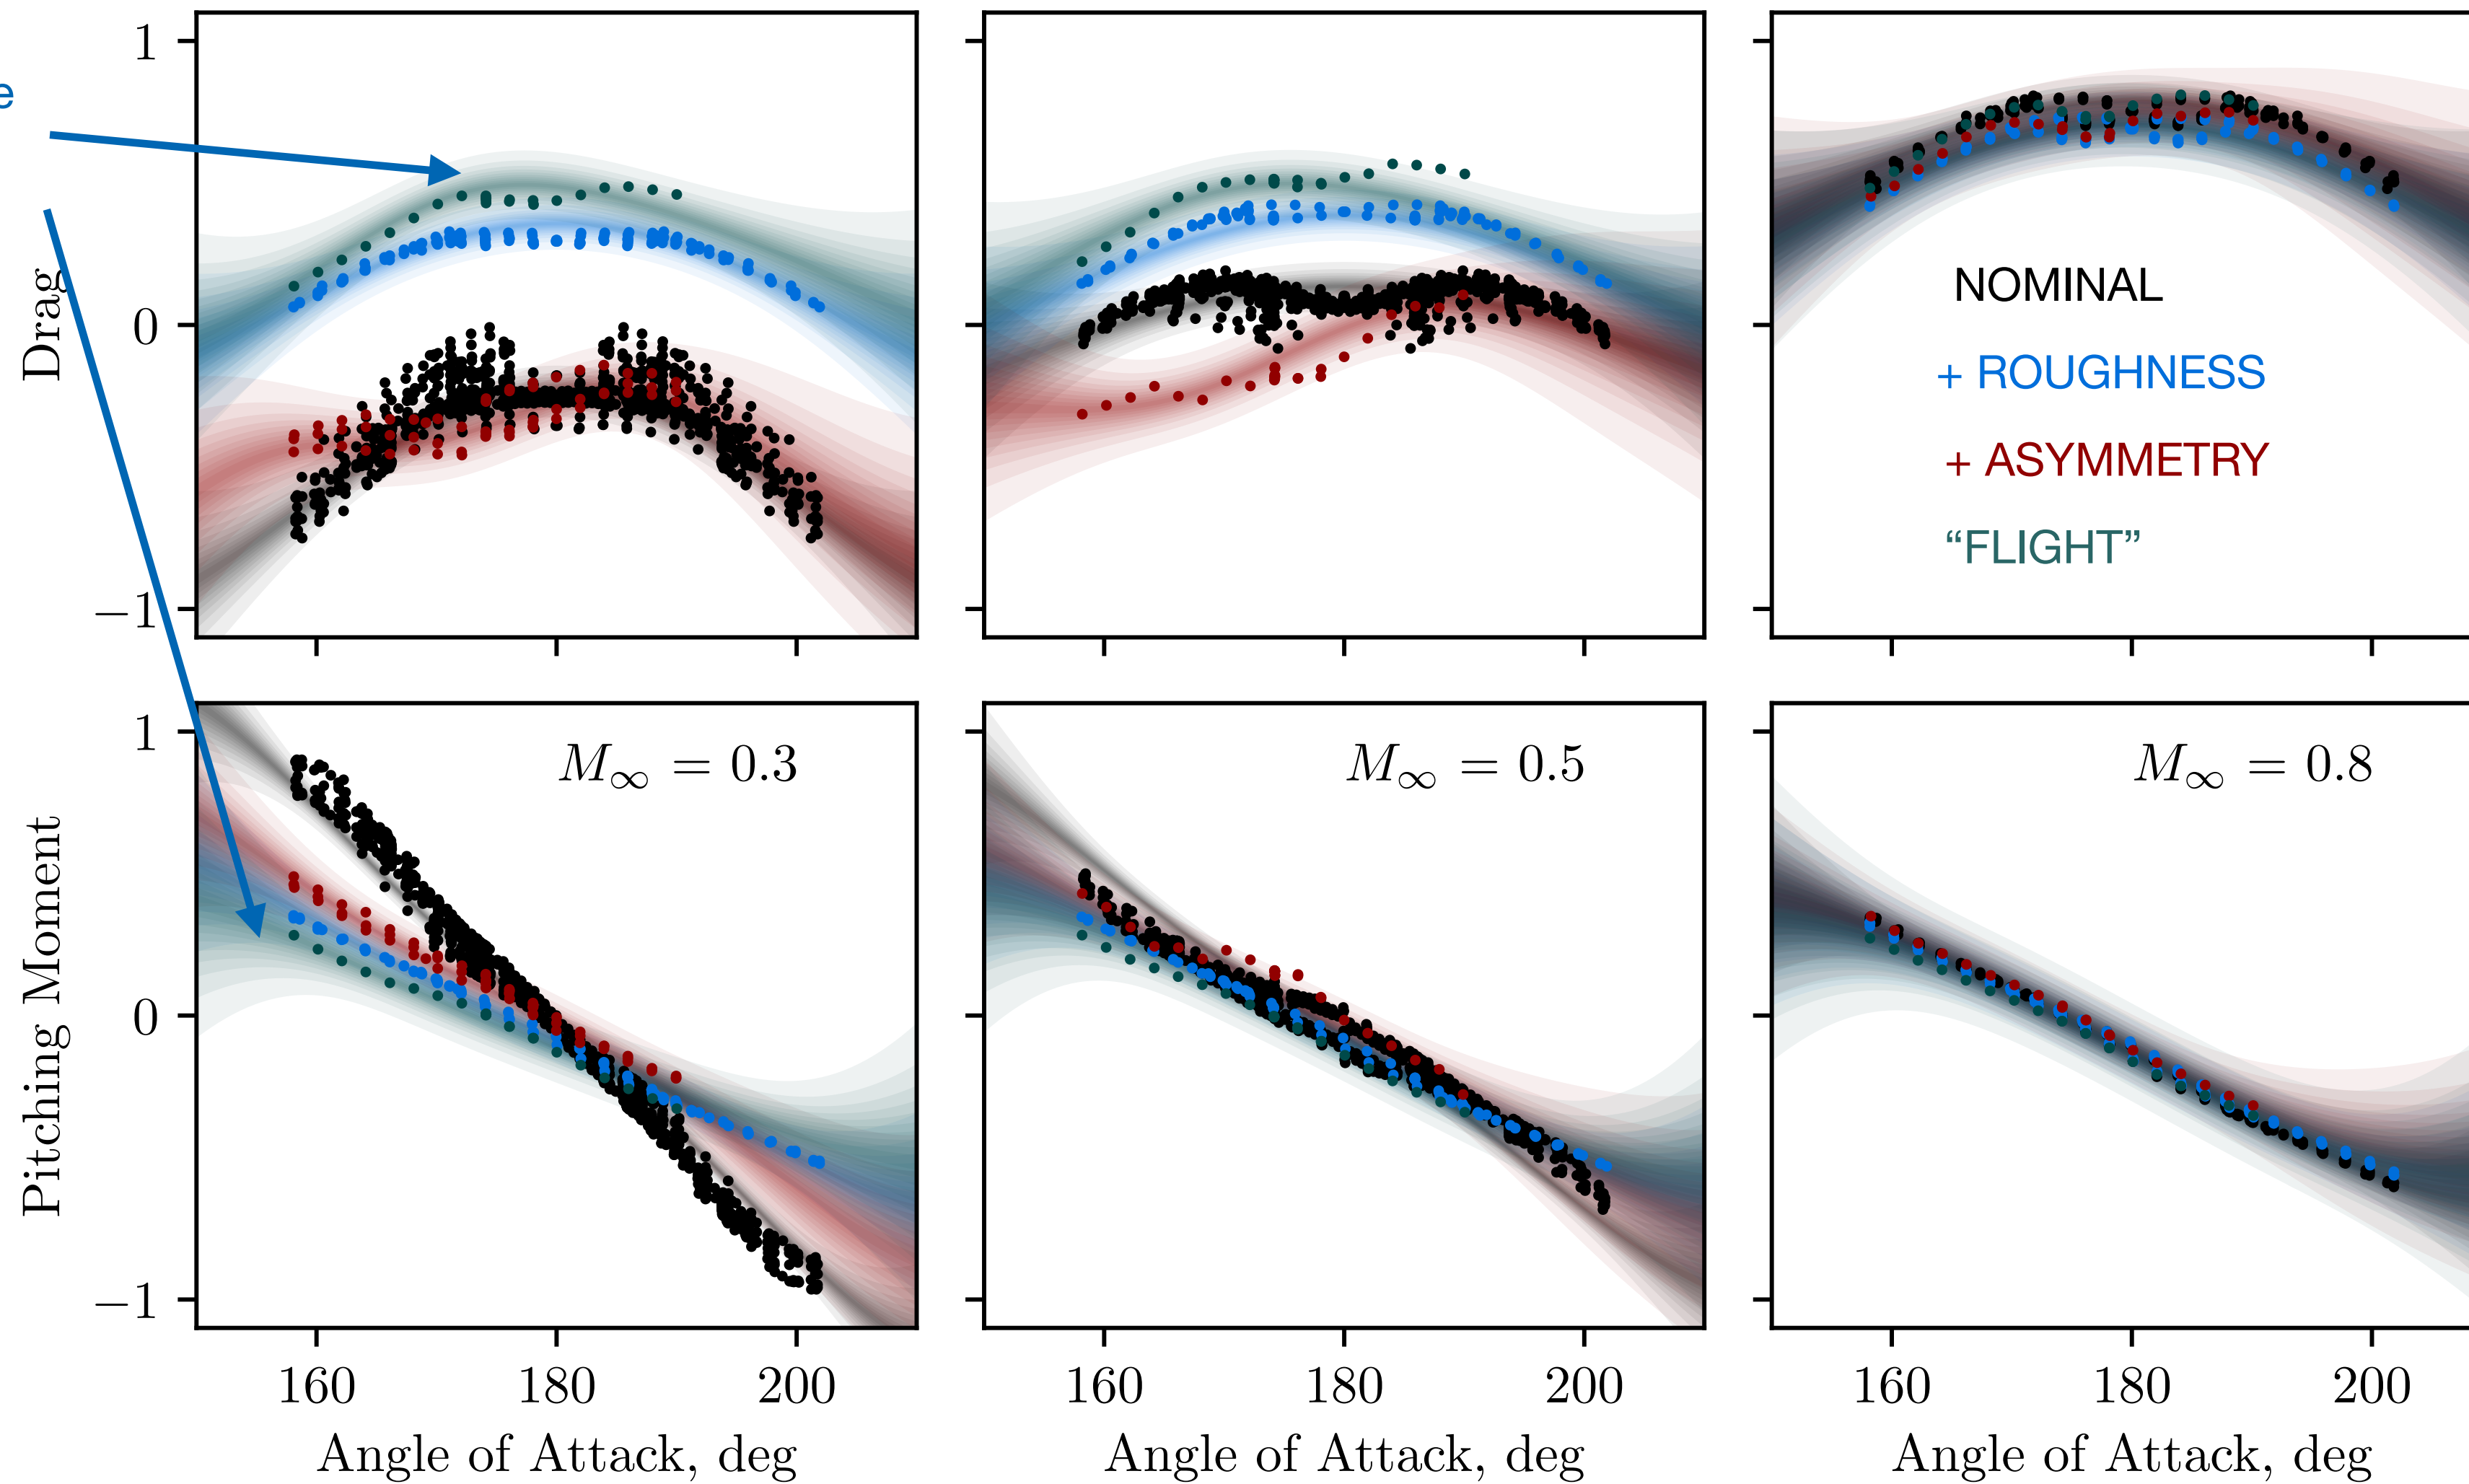 e
1
0
−1
Drag
NOMINAL
+ ROUGHNESS
+ ASYMMETRY
“FLIGHT”
1
0
−1
Pitching Moment
M∞ = 0.3
M∞ = 0.5
M∞ = 0.8
160 180 200
160 180 200
160 180 200
Angle of Attack, deg
Angle of Attack, deg
Angle of Attack, deg